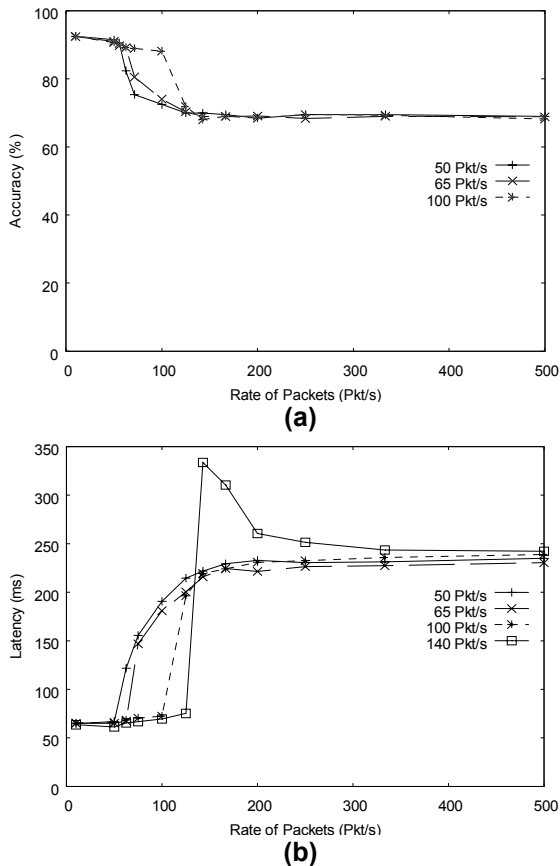 100
80
60
40
20
0
Accuracy (%)
50 Pkt/s
65 Pkt/s
100 Pkt/s
0 100 200 300 400 500
Rate of Packets (Pkt/s)
(a)
350
300
250
200
150
100
50
0
Latency (ms)
50 Pkt/s
65 Pkt/s
100 Pkt/s
140 Pkt/s
0 100 200 300 400 500
Rate of Packets (Pkt/s)
(b)